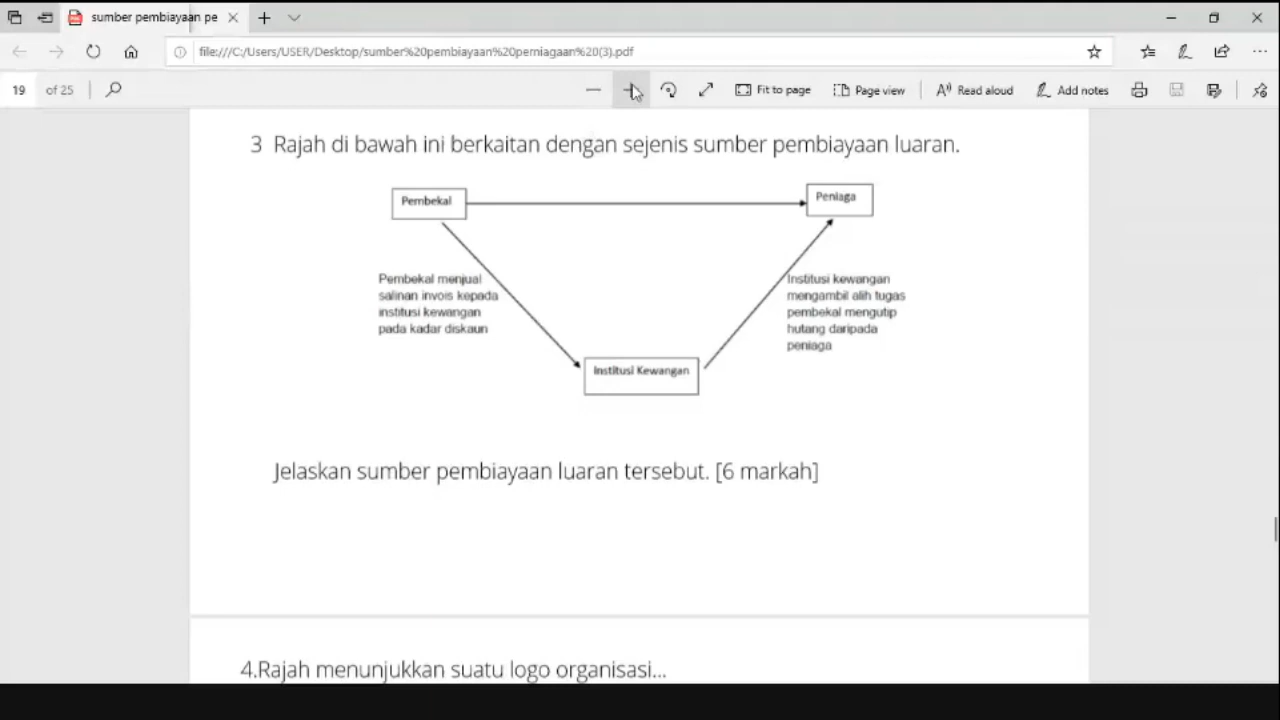 sumber pembiayaan pe
file:///C:/Users/USER/Desktop/sumber%20pembiayaan%20perniagaan%20(3).pdf
19 of 25
Fit to page
Page view
Read aloud
Add notes
3 Rajah di bawah ini berkaitan dengan sejenis sumber pembiayaan luaran.
Pembekal
Peniaga
Pembekal menjual
salinan invois kepada
institusi kewangan
pada kadar diskaun
Institusi kewangan
mengambil alih tugas
pembekal mengutip
hutang daripada
peniaga
Institusi Kewangan
Jelaskan sumber pembiayaan luaran tersebut. [6 markah]
4.Rajah menunjukkan suatu logo organisasi...